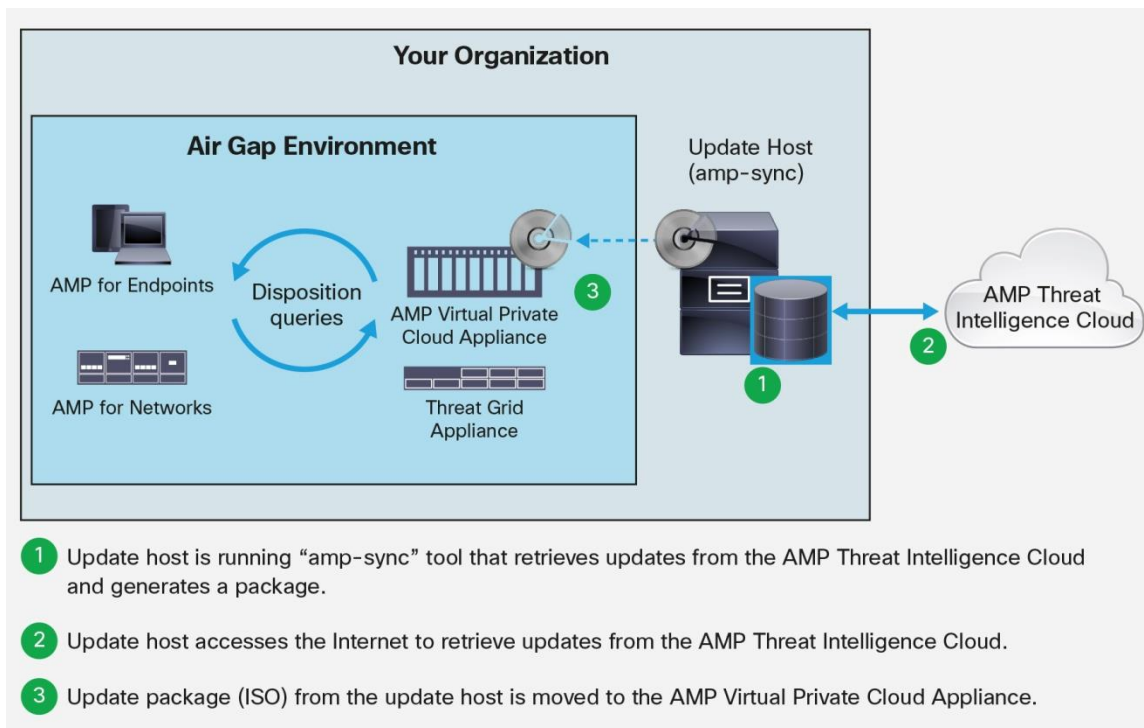 Your Organization
Air Gap Environment
AMP for Endpoints
AMP for Networks
Disposition
queries
AMP Virtual Private
Cloud Appliance
Threat Grid
Appliance
3
Update Host
(amp-sync)
1
2
AMP Threat
Intelligence Cloud
1 Update host is running “amp-sync” tool that retrieves updates from the AMP Threat Intelligence Cloud
and generates a package.
2 Update host accesses the Internet to retrieve updates from the AMP Threat Intelligence Cloud.
3 Update package (ISO) from the update host is moved to the AMP Virtual Private Cloud Appliance.